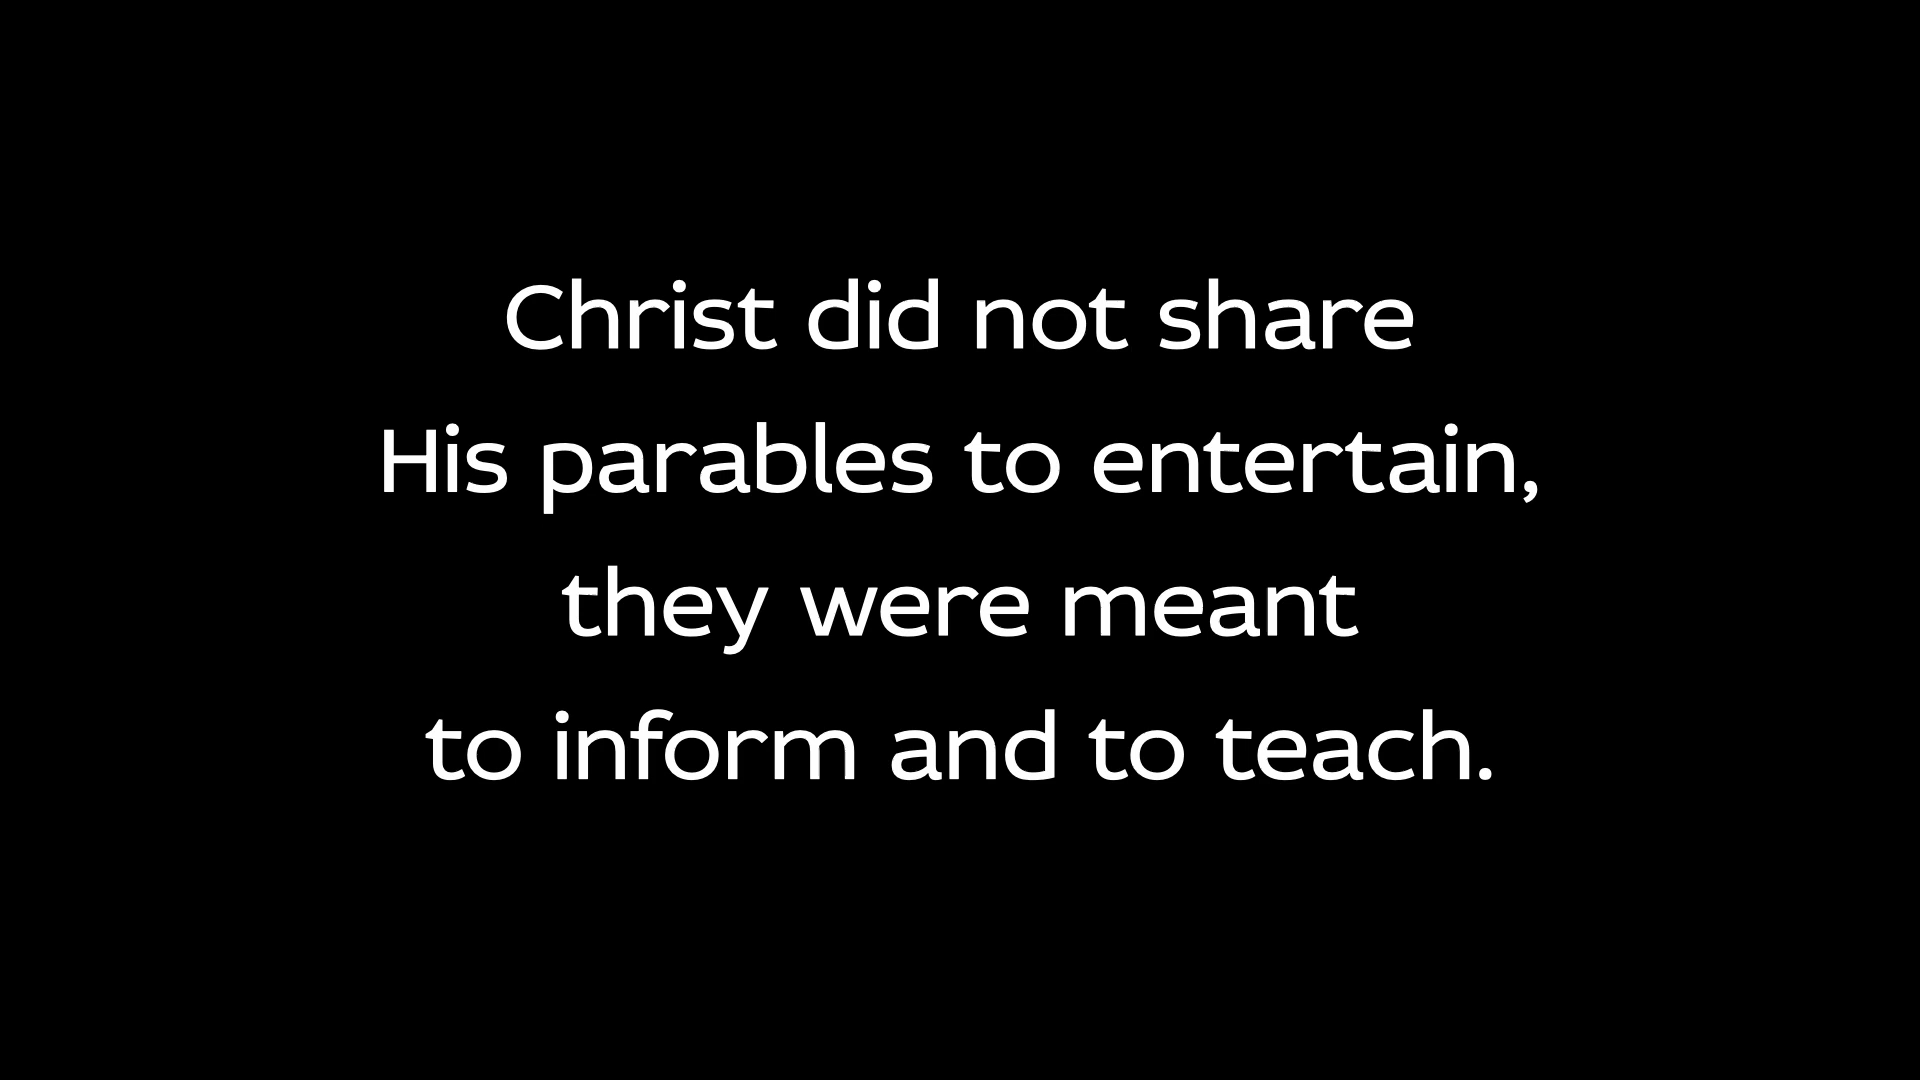 Christ did not share
His parables to entertain,
they were meant
to inform and to teach.